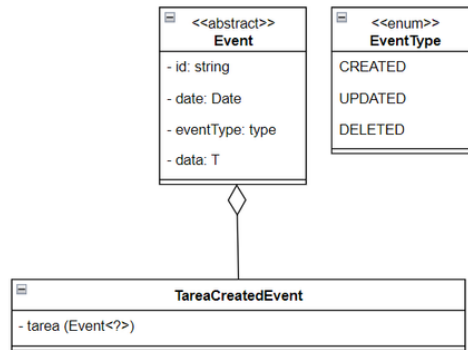 <<abstract>>
Event
- id: string
- date: Date
- eventType: type
- data: T
<<enum>>
EventType
CREATED
UPDATED
DELETED
TareaCreatedEvent
- tarea (Event<?>)